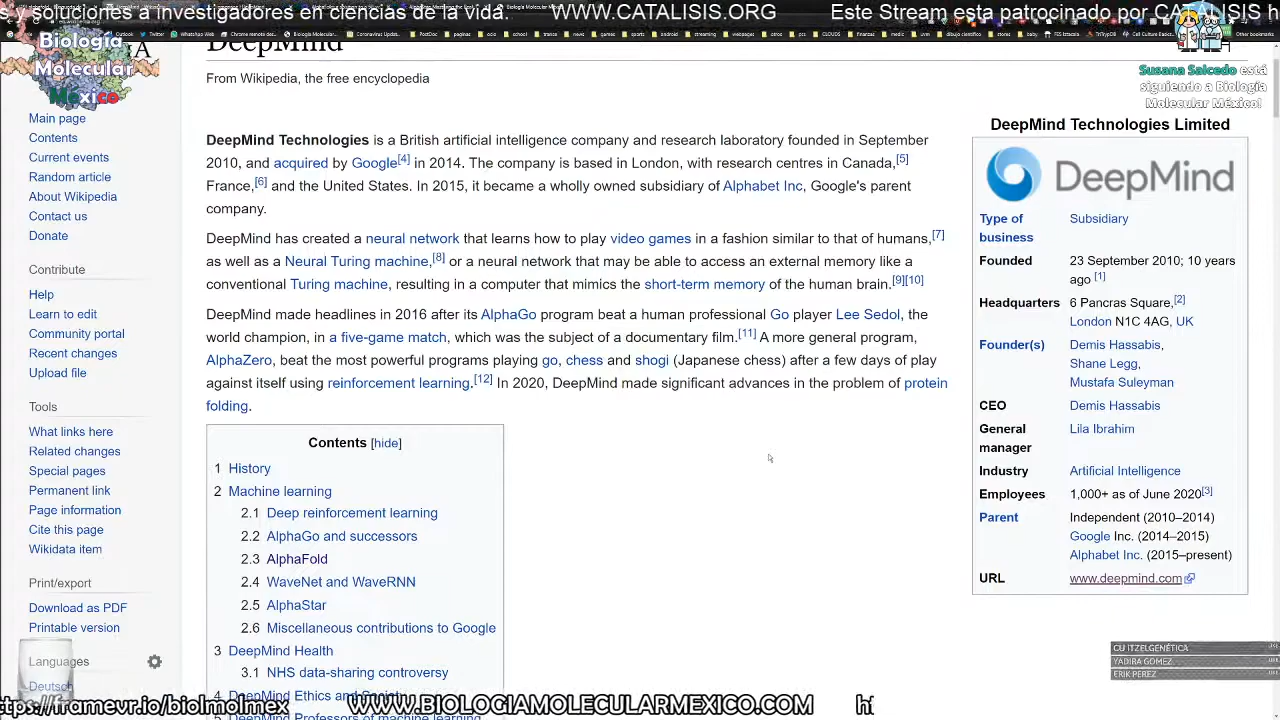 y soluciones a investigadores en ciencias de la vida. WWW.CATALISIS.ORG Este Stream esta patrocinado por CATÁLISIS h
Outlook Twitter WhatsApp Web
Other bookmarks
Biología
Molecular
México
Susana Salcedo está
siguiendo a Biología
Molecular México!
DeepMind
From Wikipedia, the free encyclopedia
Main page
Contents
Current events
Random article
About Wikipedia
Contact us
Donate
Contribute
Help
Learn to edit
Community portal
Recent changes
Upload file
Tools
What links here
Related changes
Special pages
Permanent link
Page information
Cite this page
Wikidata item
Print/export
Download as PDF
Printable version
Languages
Deutsch
DeepMind Technologies is a British artificial intelligence company and research laboratory founded in September
2010, and acquired by Google[4] in 2014. The company is based in London, with research centres in Canada,[5]
France,[6] and the United States. In 2015, it became a wholly owned subsidiary of Alphabet Inc, Google's parent
company.
DeepMind has created a neural network that learns how to play video games in a fashion similar to that of humans,[7]
as well as a Neural Turing machine,[8] or a neural network that may be able to access an external memory like a
conventional Turing machine, resulting in a computer that mimics the short-term memory of the human brain.[9][10]
DeepMind made headlines in 2016 after its AlphaGo program beat a human professional Go player Lee Sedol, the
world champion, in a five-game match, which was the subject of a documentary film.[11] A more general program,
AlphaZero, beat the most powerful programs playing go, chess and shogi (Japanese chess) after a few days of play
against itself using reinforcement learning.[12] In 2020, DeepMind made significant advances in the problem of protein
folding.
Contents [hide]
1 History
2 Machine learning
2.1 Deep reinforcement learning
2.2 AlphaGo and successors
2.3 AlphaFold
2.4 WaveNet and WaveRNN
2.5 AlphaStar
2.6 Miscellaneous contributions to Google
3 DeepMind Health
3.1 NHS data-sharing controversy
4 DeepMind Ethics and Society
5 DeepMind Professors of machine learning
DeepMind Technologies Limited
DeepMind
Type of business Subsidiary
Founded 23 September 2010; 10 years
ago [1]
Headquarters 6 Pancras Square,[2]
London N1C 4AG, UK
Founder(s) Demis Hassabis,
Shane Legg,
Mustafa Suleyman
CEO Demis Hassabis
General manager Lila Ibrahim
Industry Artificial Intelligence
Employees 1,000+ as of June 2020[3]
Parent Independent (2010–2014)
Google Inc. (2014–2015)
Alphabet Inc. (2015–present)
URL www.deepmind.com
CU ITZELGENÉTICA
YADIRA GOMEZ
ERIK PEREZ
ttps://framevr.io/biolmolmex WWW.BIOLOGIAMOLECULARMEXICO.COM ht